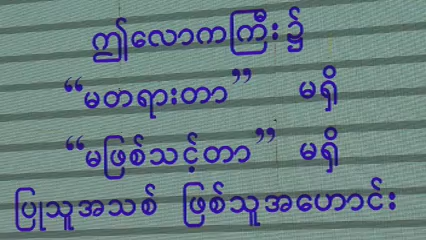 ဤလောကကြီး၌
“မတရားတာ” မရှိ
“မဖြစ်သင့်တာ” မရှိ
ပြုသူအသစ် ဖြစ်သူအဟောင်း